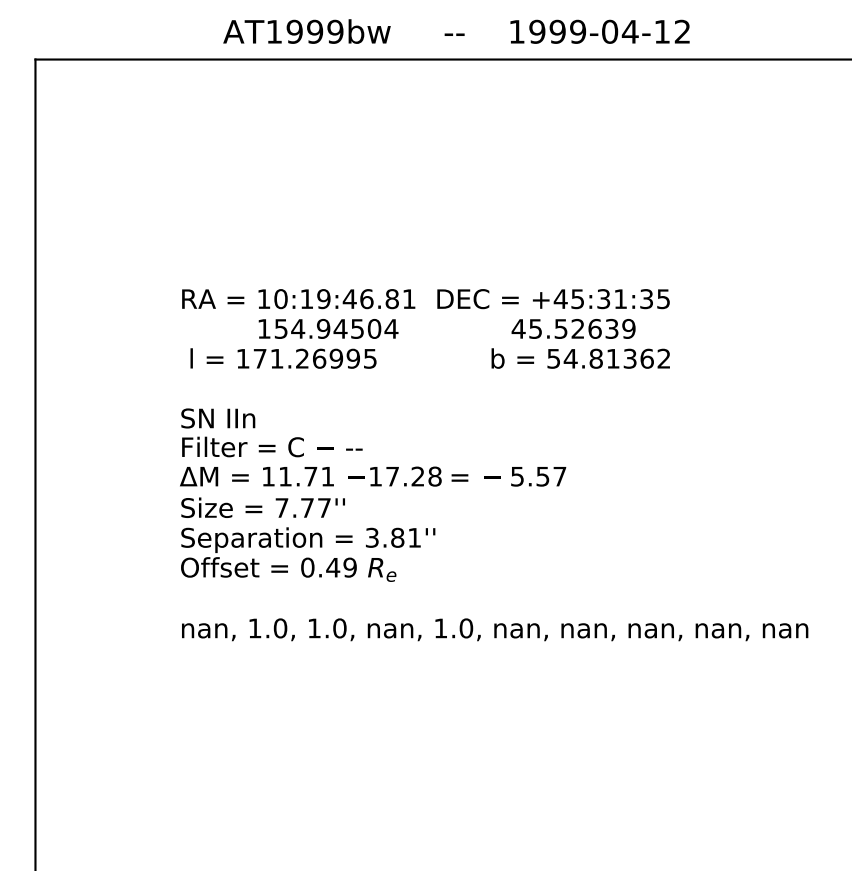 AT1999bw -- 1999-04-12
RA = 10:19:46.81 DEC = +45:31:35
154.94504 45.52639
l = 171.26995 b = 54.81362
SN IIn
Filter = C − --
ΔM = 11.71 −17.28 = − 5.57
Size = 7.77''
Separation = 3.81''
Offset = 0.49 Re
nan, 1.0, 1.0, nan, 1.0, nan, nan, nan, nan, nan